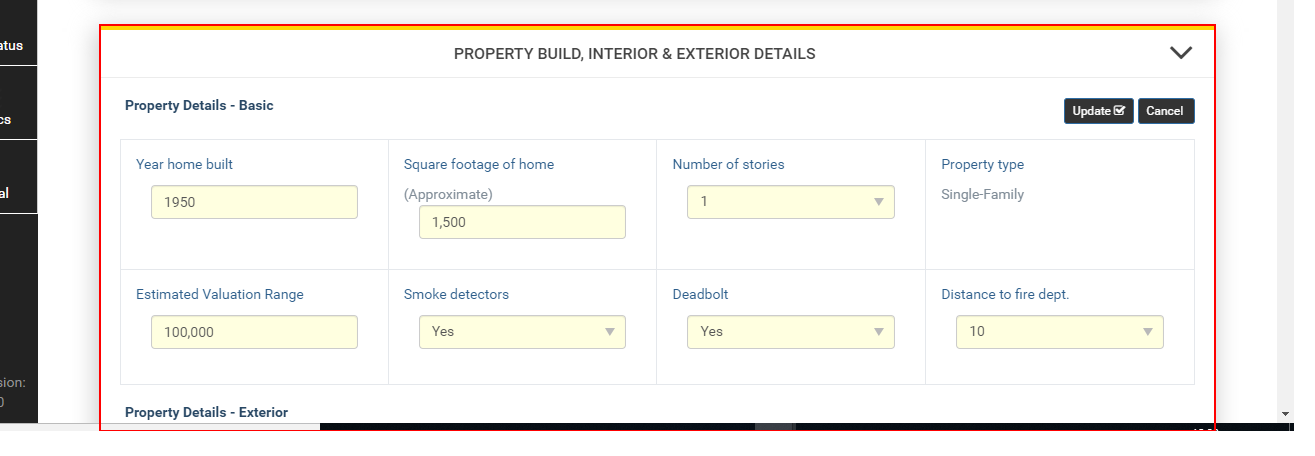 atus
cs
al
sion:
0
PROPERTY BUILD, INTERIOR & EXTERIOR DETAILS
Property Details - Basic
Update Cancel
Year home built
1950
Square footage of home
(Approximate)
1,500
Number of stories
1
Property type
Single-Family
Estimated Valuation Range
100,000
Smoke detectors
Yes
Deadbolt
Yes
Distance to fire dept.
10
Property Details - Exterior